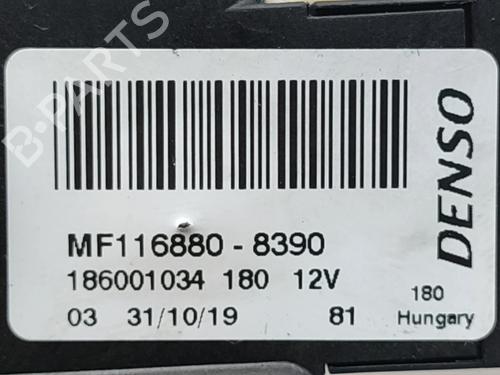 B-PARTS
DENSO
MF116880-8390
186001034 180 12V
03 31/10/19 81
180
Hungary